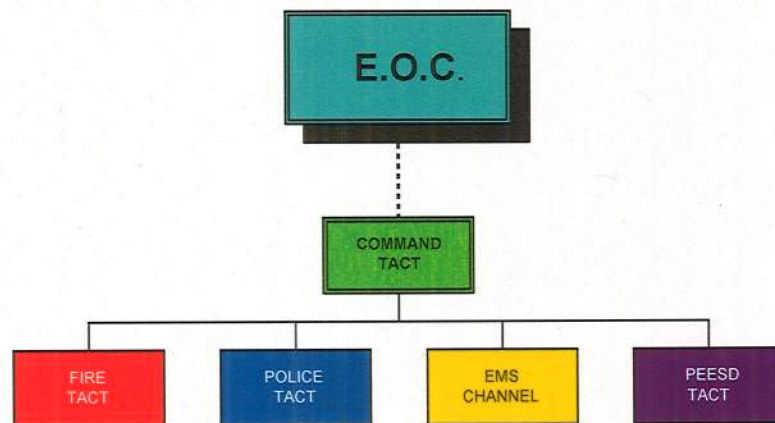 E.O.C.
COMMAND
TACT
FIRE
TACT
POLICE
TACT
EMS
CHANNEL
PEESD
TACT